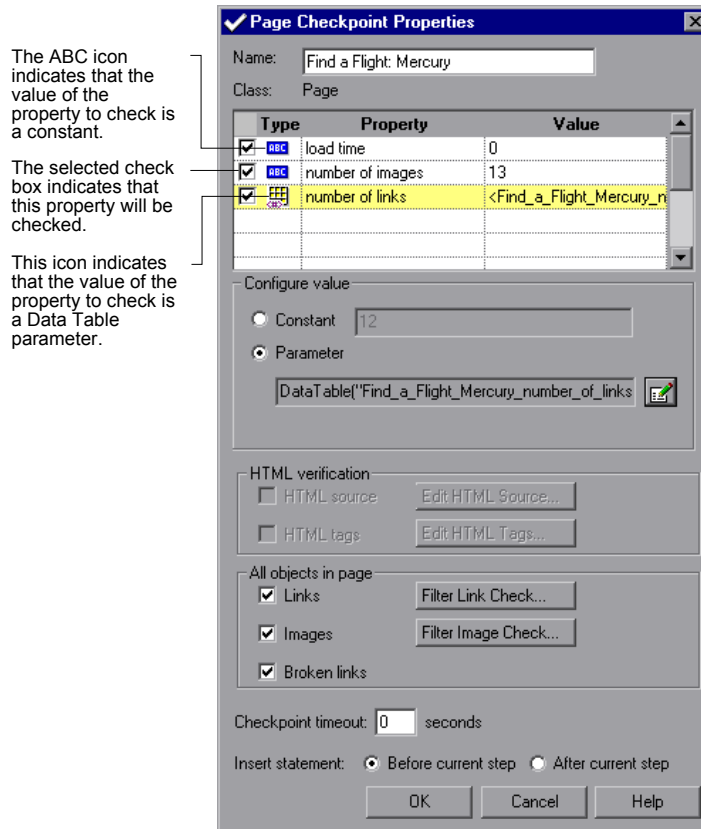 Page Checkpoint Properties
The ABC icon
indicates that the
value of the
property to check is
a constant.
The selected check
box indicates that
this property will be
checked.
This icon indicates
that the value of the
property to check is
a Data Table
parameter.
Name: Find a Flight: Mercury
Class: Page
Type Property Value
ABC load time 0
ABC number of images 13
number of links <Find_a_Flight_Mercury_n
Configure value
Constant 12
Parameter
DataTable("Find_a_Flight_Mercury_number_of_links
HTML verification
HTML source Edit HTML Source...
HTML tags Edit HTML Tags...
All objects in page
Links Filter Link Check...
Images Filter Image Check...
Broken links
Checkpoint timeout: 0 seconds
Insert statement: Before current step After current step
OK Cancel Help